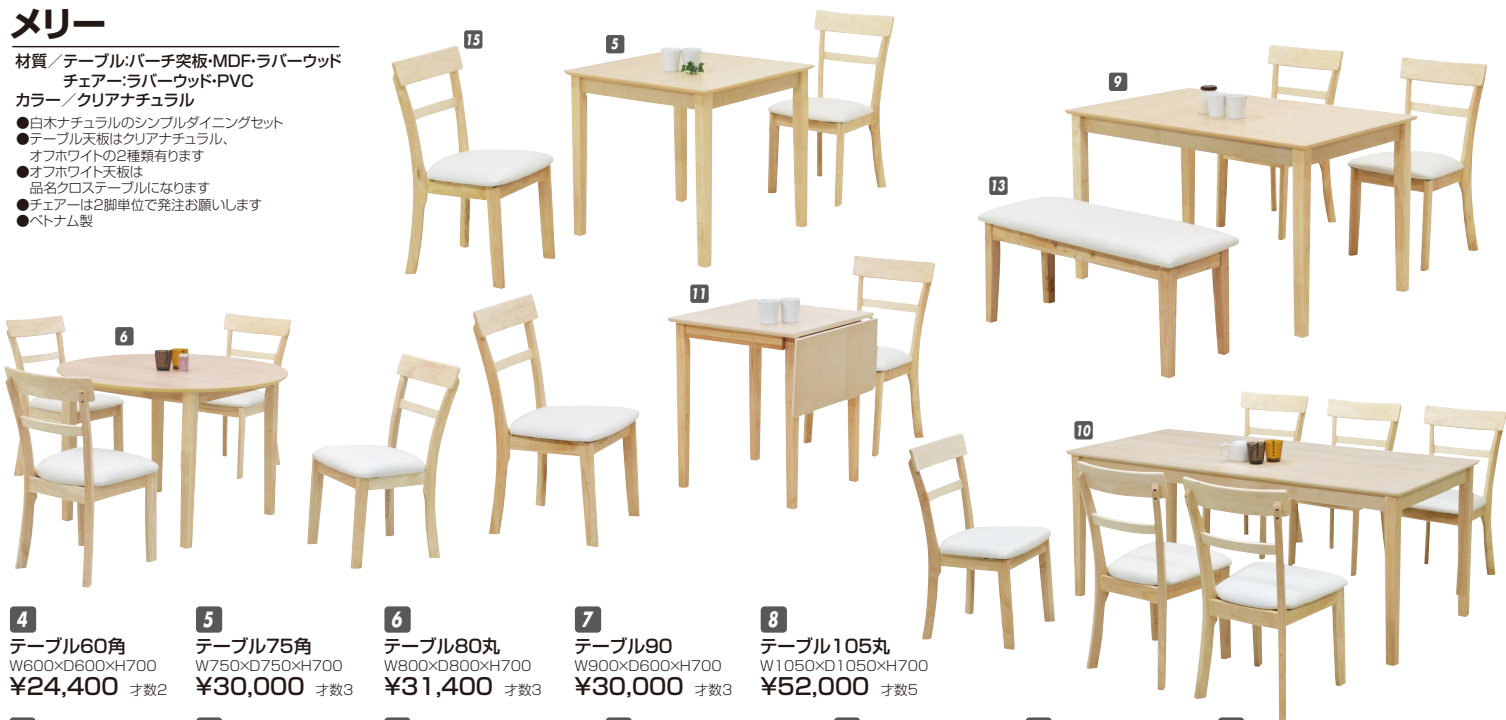 メリー
材質／テーブル：バーチ突板・MDF・ラバーウッド
チェアー：ラバーウッド・PVC
カラー／クリアナチュラル
●白木ナチュラルのシンプルダイニングセット
●テーブル天板はクリアナチュラル、
オフホワイトの2種類有ります
●オフホワイト天板は
品名クロステーブルになります
●チェアーは2脚単位で発注お願いします
●ベトナム製
15
5
9
13
6
11
10
4
テーブル60角
W600×D600×H700
¥24,400 才数2
5
テーブル75角
W750×D750×H700
¥30,000 才数3
6
テーブル80丸
W800×D800×H700
¥31,400 才数3
7
テーブル90
W900×D600×H700
¥30,000 才数3
8
テーブル105丸
W1050×D1050×H700
¥52,000 才数5